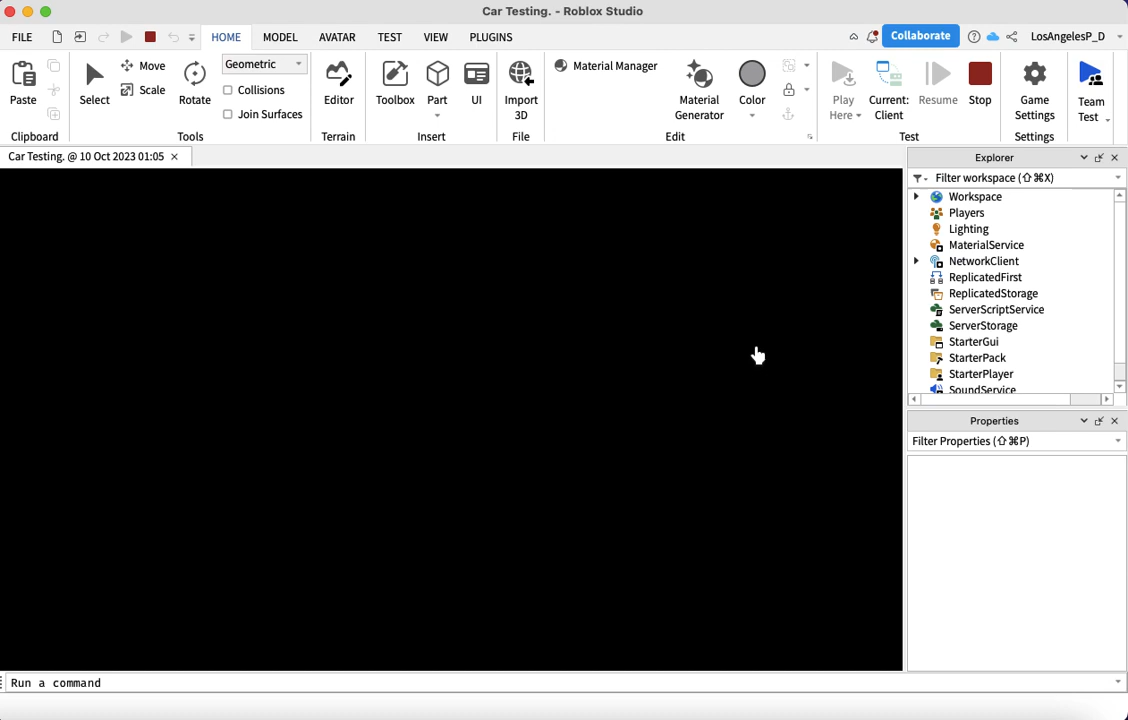 Car Testing. - Roblox Studio
FILE HOME MODEL AVATAR TEST VIEW PLUGINS Collaborate LosAngelesP_D
Paste
Select
Move
Scale
Rotate
Geometric
Collisions
Join Surfaces
Editor
Toolbox
Part
UI
Import
3D
Material Manager
Material
Generator
Color
Play
Here
Current:
Client
Resume
Stop
Game
Settings
Team
Test
Clipboard Tools Terrain Insert File Edit Test Settings
Car Testing. @ 10 Oct 2023 01:05
Explorer
Filter workspace (⇧⌘X)
Workspace
Players
Lighting
MaterialService
NetworkClient
ReplicatedFirst
ReplicatedStorage
ServerScriptService
ServerStorage
StarterGui
StarterPack
StarterPlayer
SoundService
Properties
Filter Properties (⇧⌘P)
Run a command